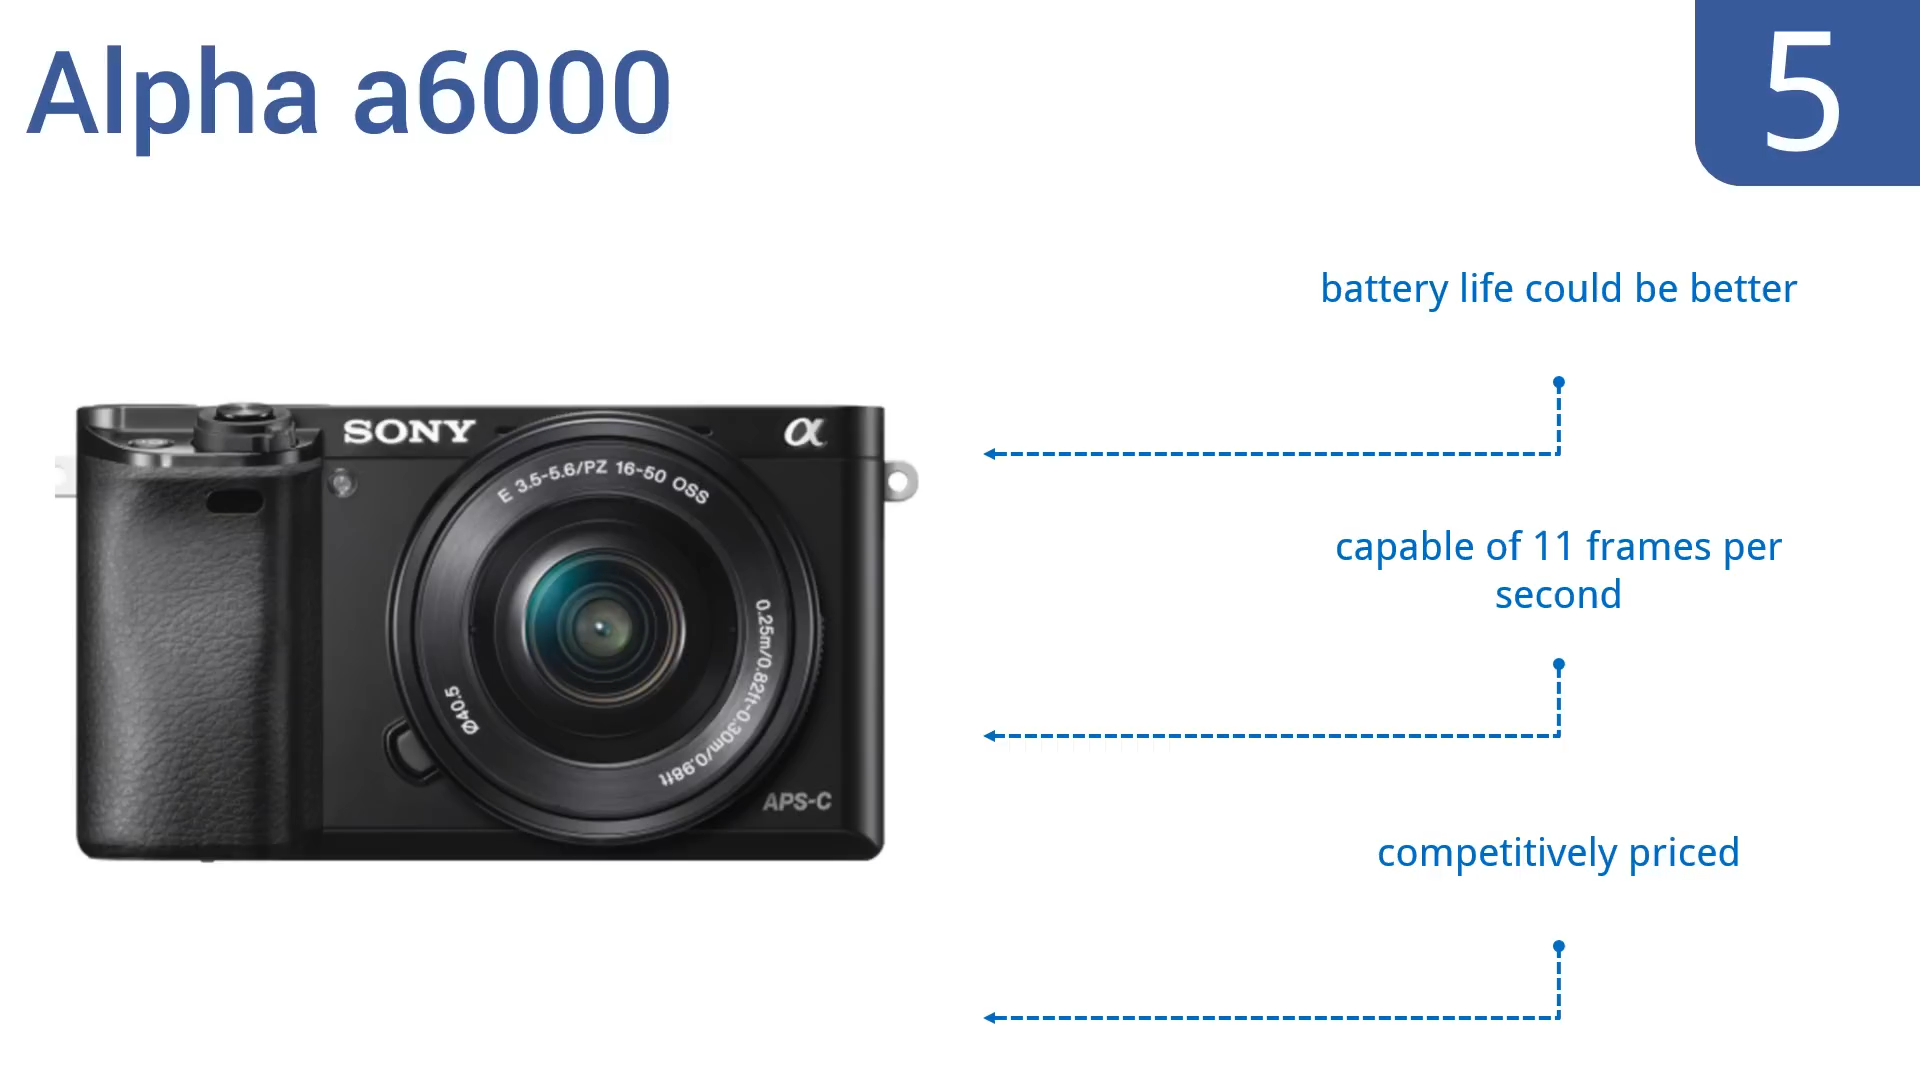 Alpha a6000
5
battery life could be better
SONY
α
E 3.5-5.6/PZ 16-50 OSS
0.25m/0.82ft-0.30m/0.98ft
Ø40.5
APS-C
capable of 11 frames per
second
competitively priced